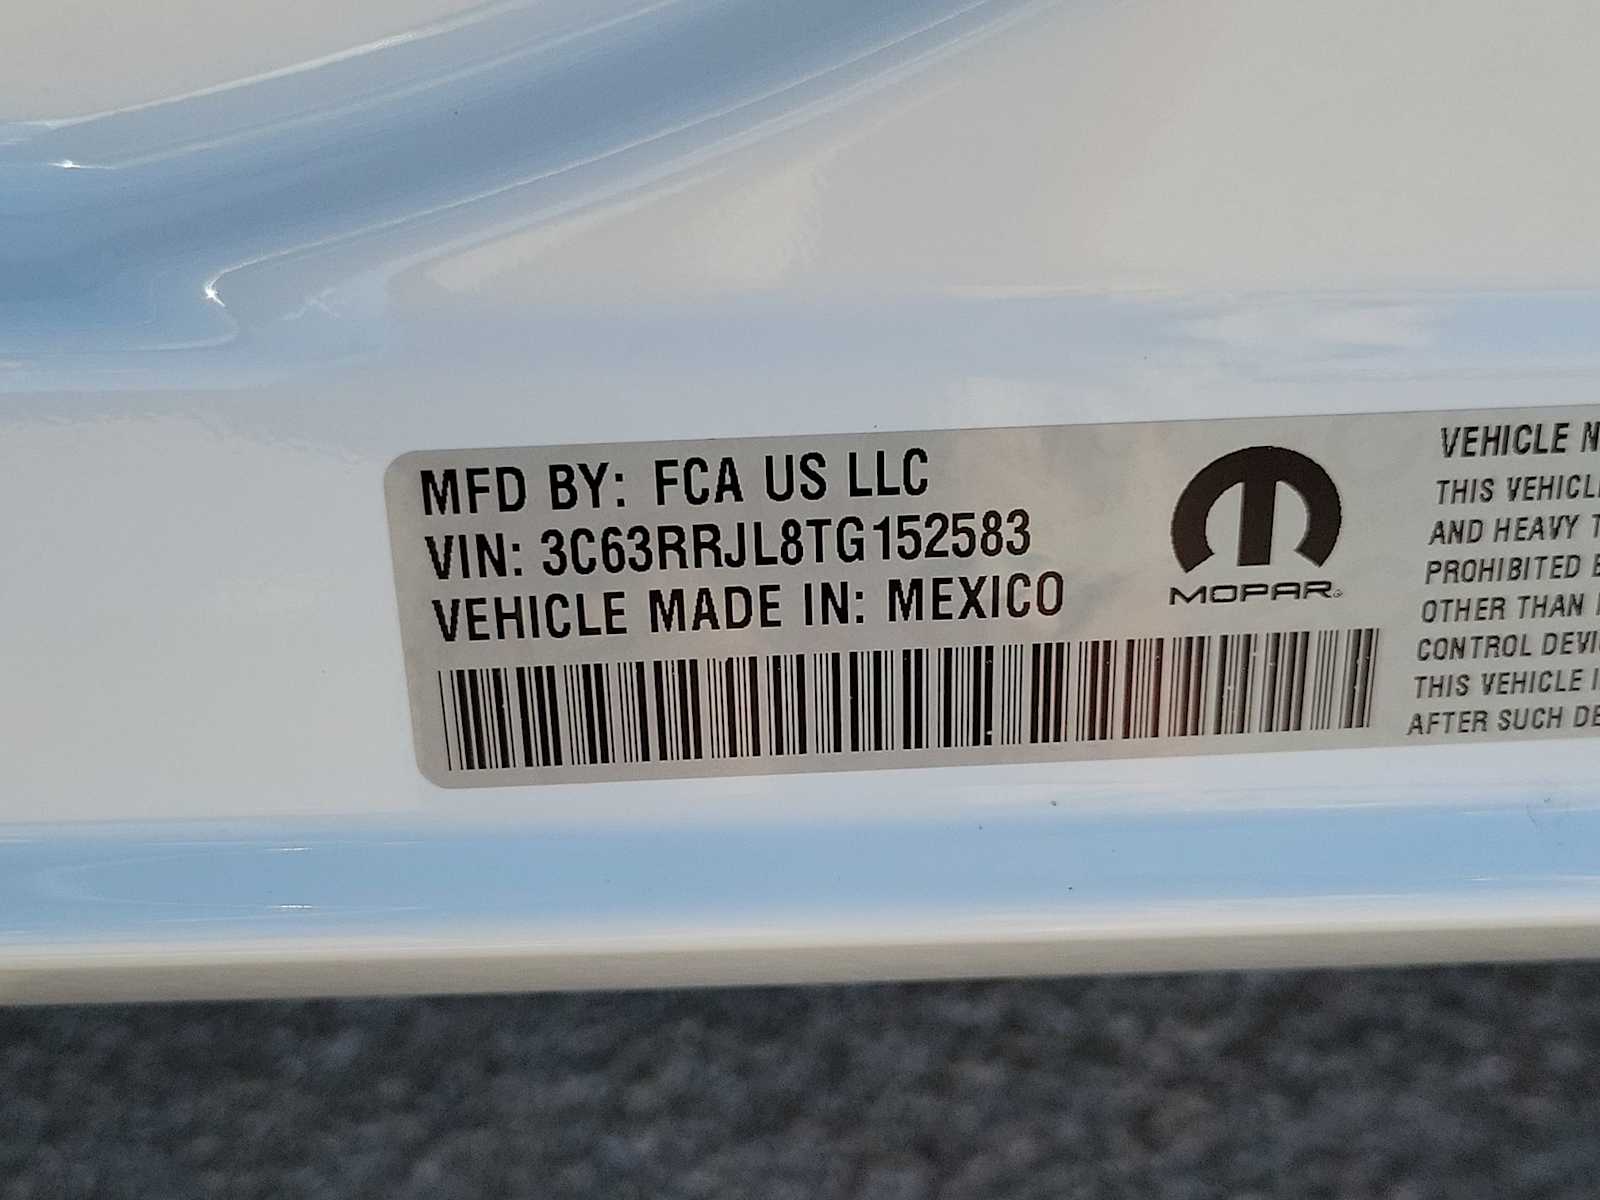 MFD BY: FCA US LLC
VIN: 3C63RRJL8TG152583
VEHICLE MADE IN: MEXICO
MOPAR
VEHICLE N
THIS VEHICL
AND HEAVY T
PROHIBITED
OTHER THAN
CONTROL DEVI
THIS VEHICLE I
AFTER SUCH DE